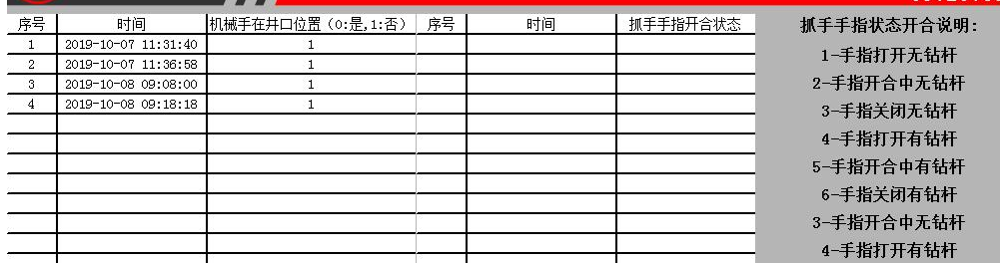 序号 时间 机械手在井口位置（0:是,1:否） 序号 时间 抓手手指开合状态
1 2019-10-07 11:31:40 1
2 2019-10-07 11:36:58 1
3 2019-10-08 09:08:00 1
4 2019-10-08 09:18:18 1
抓手手指状态开合说明:
1-手指打开无钻杆
2-手指开合中无钻杆
3-手指关闭无钻杆
4-手指打开有钻杆
5-手指开合中有钻杆
6-手指关闭有钻杆
3-手指开合中无钻杆
4-手指打开有钻杆